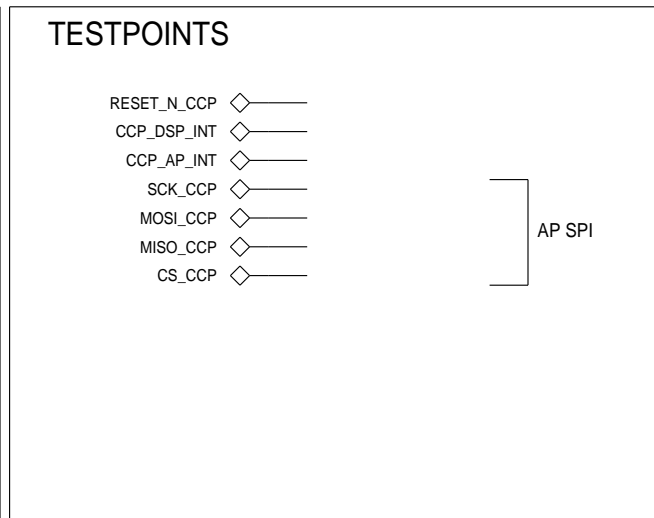 TESTPOINTS
RESET_N_CCP
CCP_DSP_INT
CCP_AP_INT
SCK_CCP
MOSI_CCP
AP SPI
MISO_CCP
CS_CCP